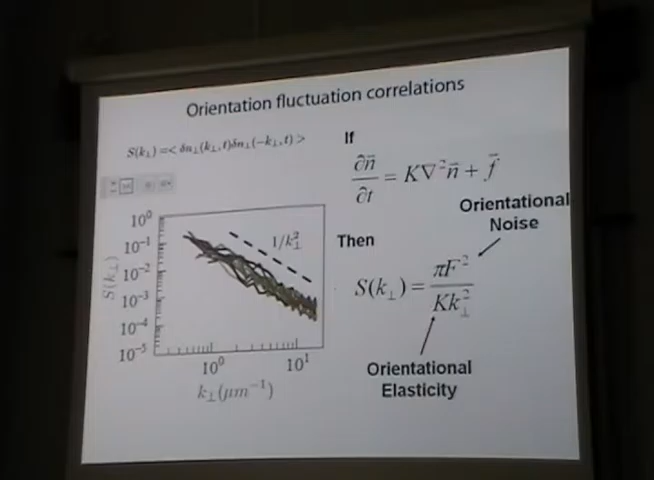 Orientation fluctuation correlations
S(k⊥) =< δn⊥(k⊥,t)δn⊥(−k⊥,t) >
If
∂n⃗/∂t = K∇²n⃗ + f⃗
Orientational
Noise
Then
S(k⊥) = πF²/Kk⊥²
Orientational
Elasticity
10⁰
10⁻¹
10⁻²
10⁻³
10⁻⁴
10⁻⁵
S(k⊥)
1/k⊥²
10⁰ 10¹
k⊥(μm⁻¹)